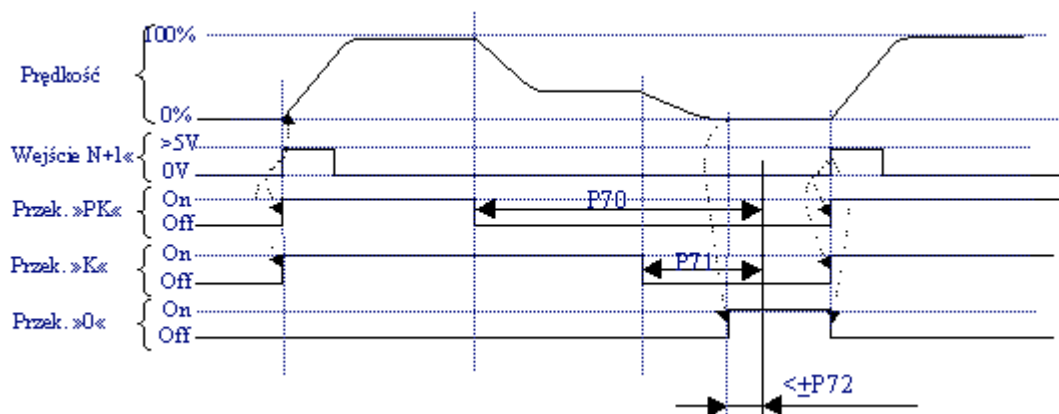 100%
Prędkość
0%
Wejście N+1«
>5V
0V
Przek. »PK«
On
Off
P70
Przek. »K«
On
Off
P71
Przek. »0«
On
Off
<±P72